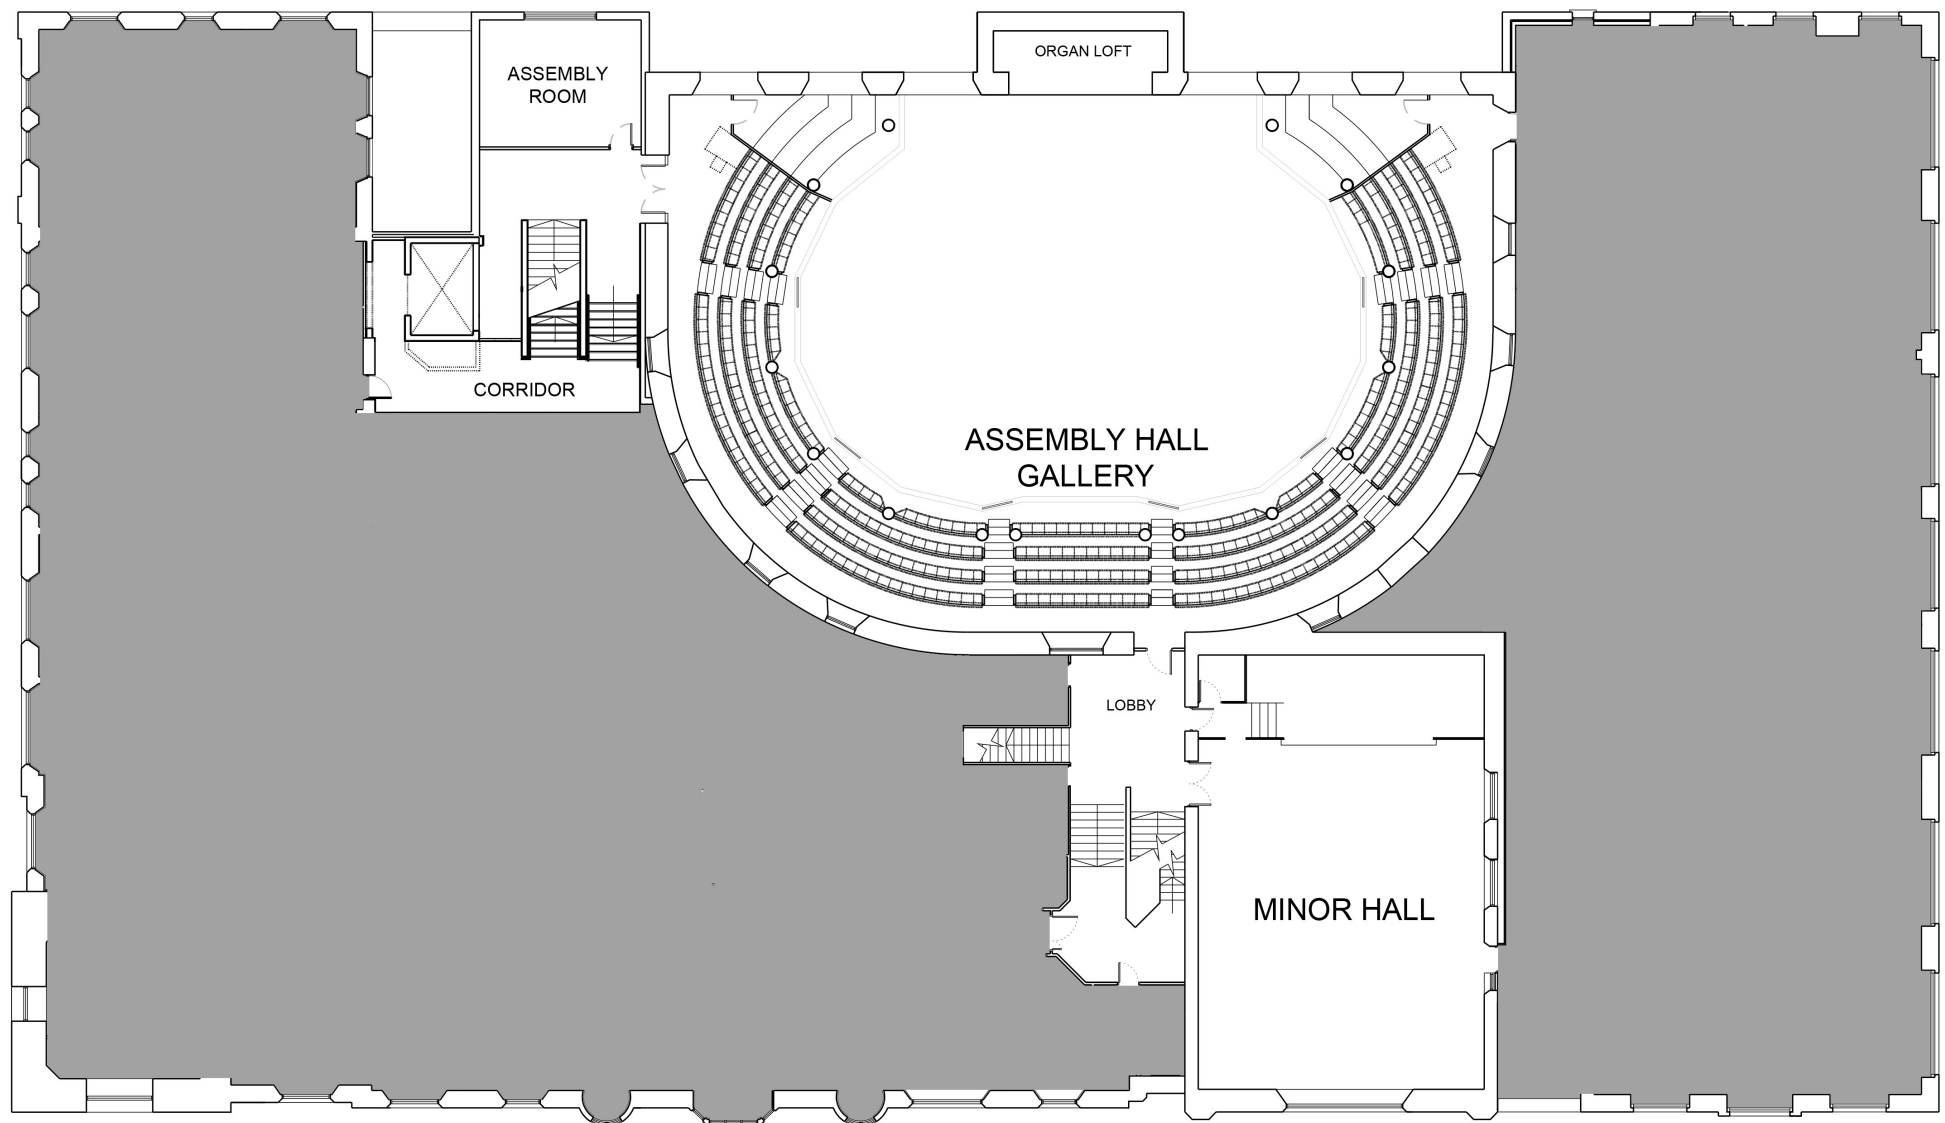 ORGAN LOFT
ASSEMBLY
ROOM
CORRIDOR
ASSEMBLY HALL
GALLERY
LOBBY
MINOR HALL